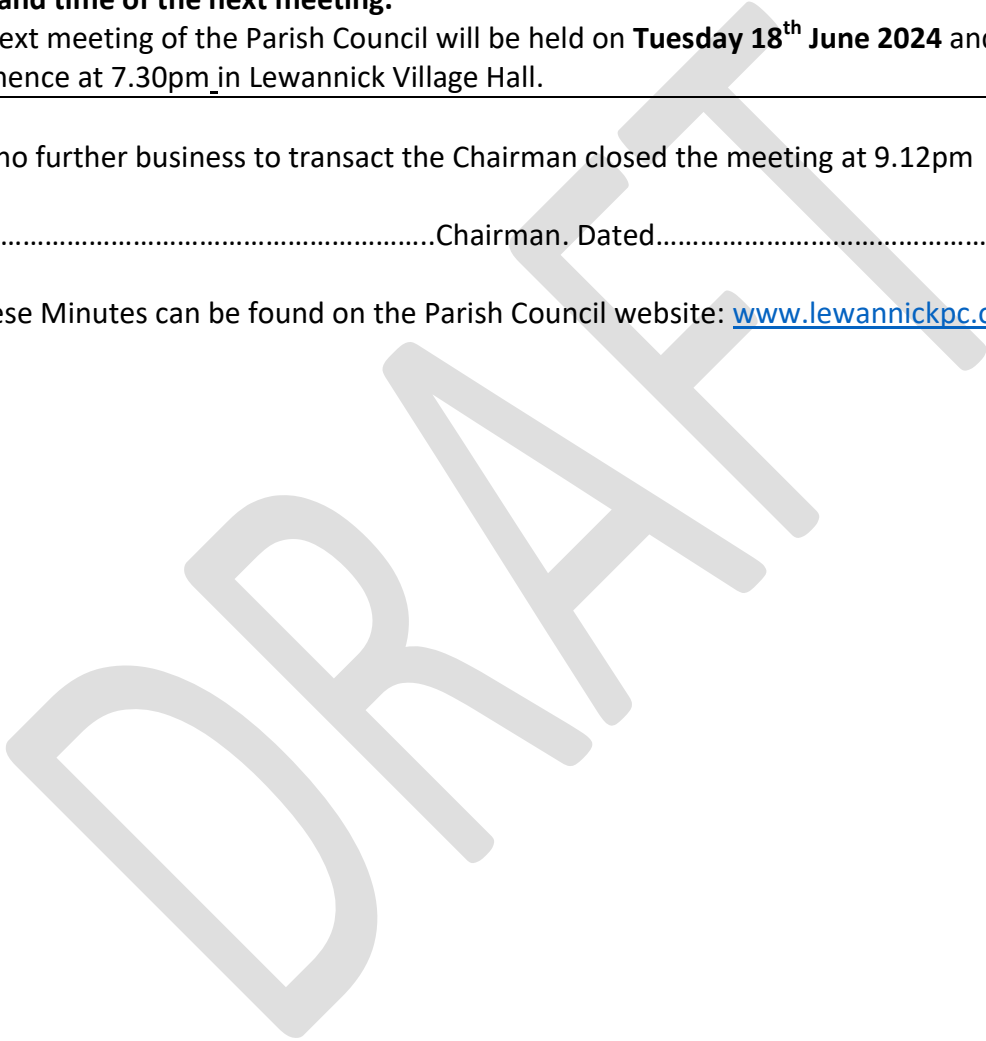 and time of the next meeting.
ext meeting of the Parish Council will be held on Tuesday 18th June 2024 and
nence at 7.30pm in Lewannick Village Hall.
no further business to transact the Chairman closed the meeting at 9.12pm
……………………………………………………..Chairman. Dated………………………………………
ese Minutes can be found on the Parish Council website: www.lewannickpc.o
DRAFT